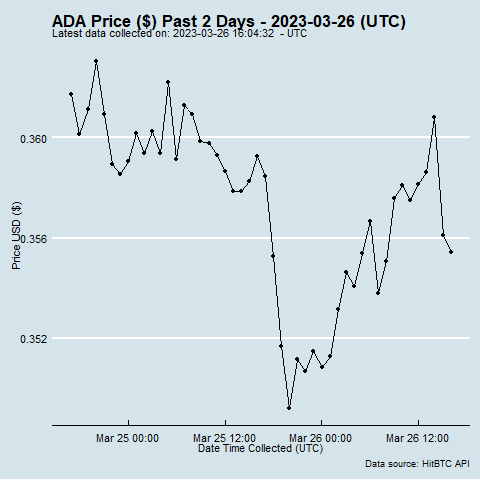 ADA Price ($) Past 2 Days - 2023-03-26 (UTC)
Latest data collected on: 2023-03-26 16:04:32  - UTC
0.360
0.356
0.352
Price USD ($)
Mar 25 00:00 Mar 25 12:00 Mar 26 00:00 Mar 26 12:00
Date Time Collected (UTC)
Data source: HitBTC API